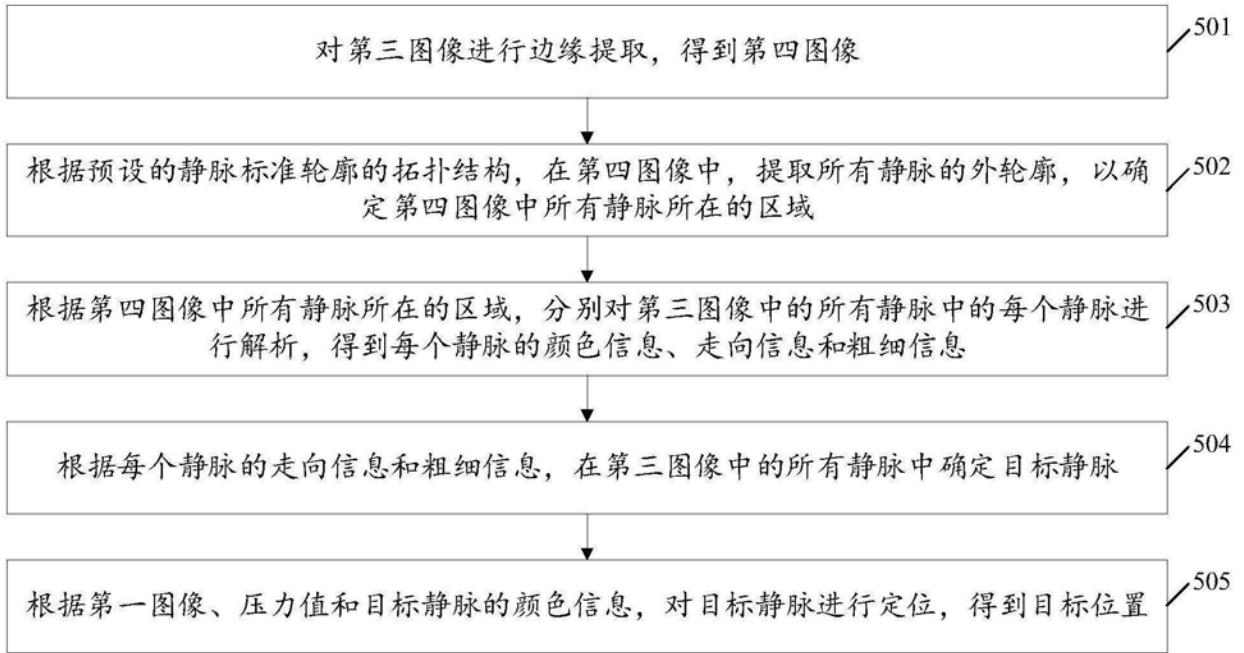 对第三图像进行边缘提取，得到第四图像
501
根据预设的静脉标准轮廓的拓扑结构，在第四图像中，提取所有静脉的外轮廓，以确
定第四图像中所有静脉所在的区域
502
根据第四图像中所有静脉所在的区域，分别对第三图像中的所有静脉中的每个静脉进
行解析，得到每个静脉的颜色信息、走向信息和粗细信息
503
根据每个静脉的走向信息和粗细信息，在第三图像中的所有静脉中确定目标静脉
504
根据第一图像、压力值和目标静脉的颜色信息，对目标静脉进行定位，得到目标位置
505